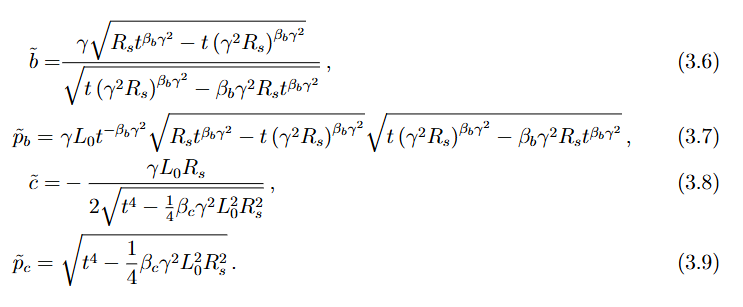 $\tilde{b} = \frac{\gamma\sqrt{R_s t^{\beta_b\gamma^2} - t\left(\gamma^2 R_s\right)^{\beta_b\gamma^2}}}{\sqrt{t\left(\gamma^2 R_s\right)^{\beta_b\gamma^2} - \beta_b\gamma^2 R_s t^{\beta_b\gamma^2}}}\,,$ (3.6)
$\tilde{p}_b = \gamma L_0 t^{-\beta_b\gamma^2}\sqrt{R_s t^{\beta_b\gamma^2} - t\left(\gamma^2 R_s\right)^{\beta_b\gamma^2}}\sqrt{t\left(\gamma^2 R_s\right)^{\beta_b\gamma^2} - \beta_b\gamma^2 R_s t^{\beta_b\gamma^2}}\,,$ (3.7)
$\tilde{c} = -\frac{\gamma L_0 R_s}{2\sqrt{t^4 - \frac{1}{4}\beta_c\gamma^2 L_0^2 R_s^2}}\,,$ (3.8)
$\tilde{p}_c = \sqrt{t^4 - \frac{1}{4}\beta_c\gamma^2 L_0^2 R_s^2}\,.$ (3.9)